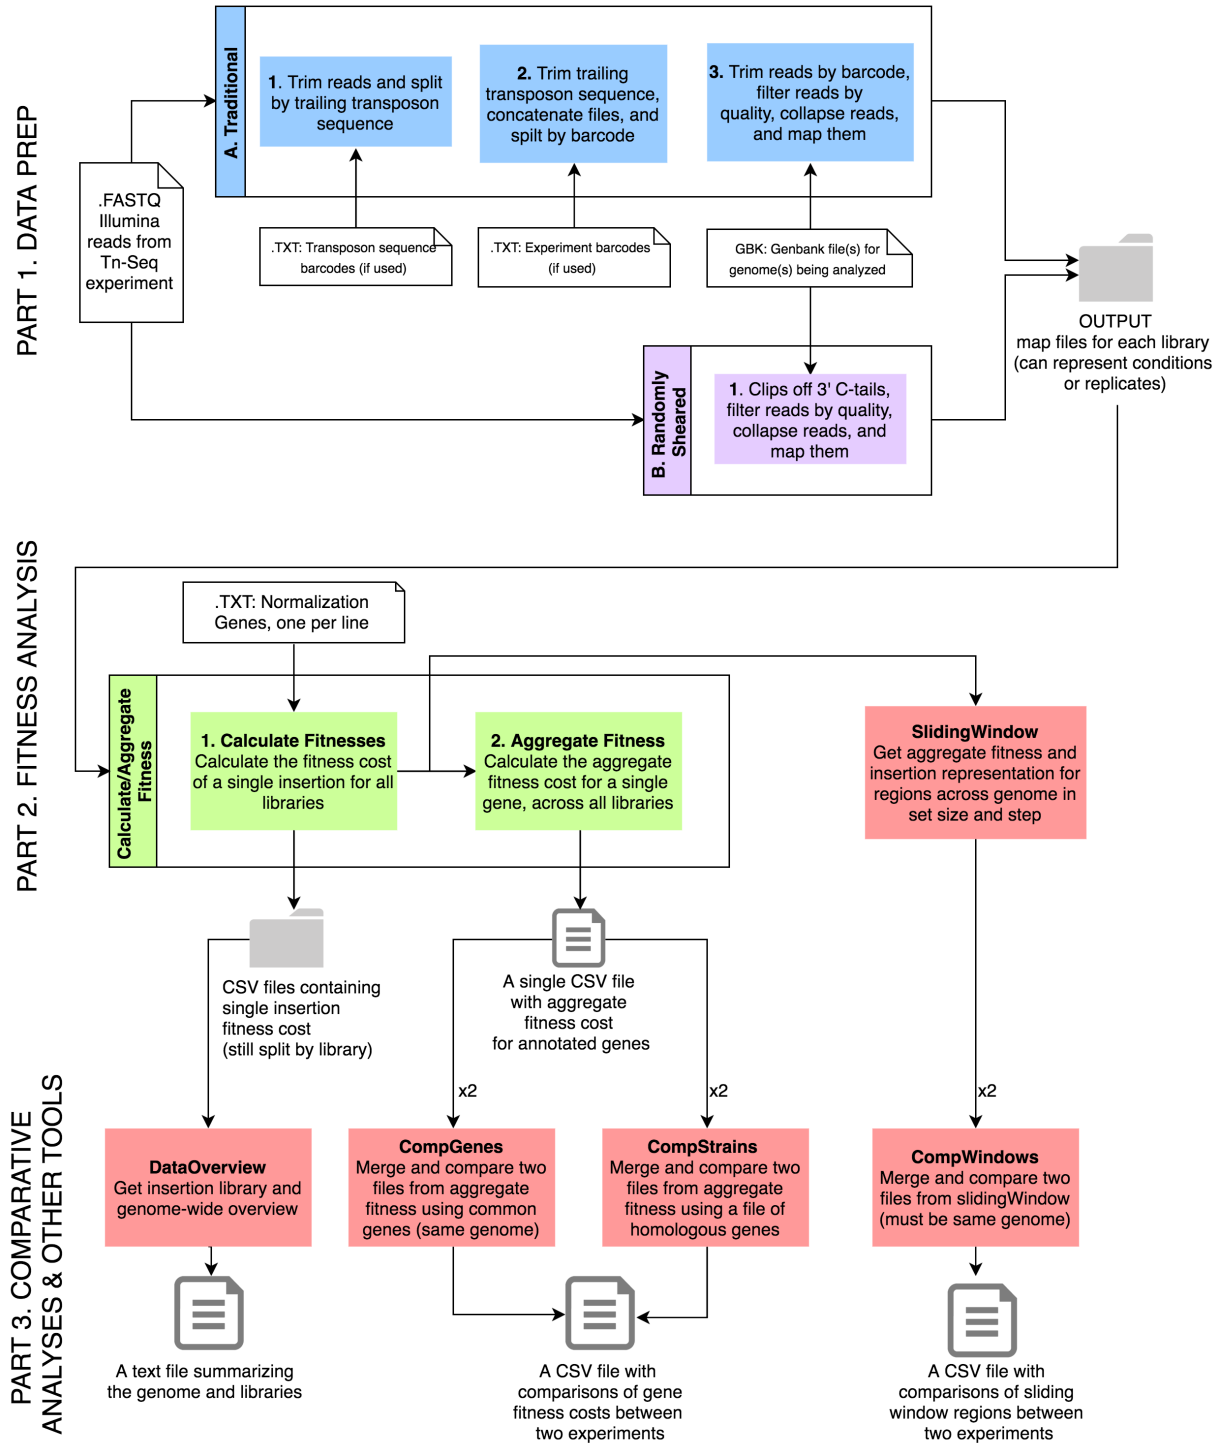 PART 1. DATA PREP
.FASTQ
Illumina
reads from
Tn-Seq
experiment
A. Traditional
1. Trim reads and split
by trailing transposon
sequence
2. Trim trailing
transposon sequence,
concatenate files, and
spilt by barcode
3. Trim reads by barcode,
filter reads by
quality, collapse reads,
and map them
.TXT: Transposon sequence
barcodes (if used)
.TXT: Experiment barcodes
(if used)
GBK: Genbank file(s) for
genome(s) being analyzed
B. Randomly
Sheared
1. Clips off 3' C-tails,
filter reads by quality,
collapse reads, and
map them
OUTPUT
map files for each library
(can represent conditions
or replicates)
PART 2. FITNESS ANALYSIS
.TXT: Normalization
Genes, one per line
Calculate/Aggregate
Fitness
1. Calculate Fitnesses
Calculate the fitness cost
of a single insertion for all
libraries
2. Aggregate Fitness
Calculate the aggregate
fitness cost for a single
gene, across all libraries
SlidingWindow
Get aggregate fitness and
insertion representation for
regions across genome in
set size and step
CSV files containing
single insertion
fitness cost
(still split by library)
A single CSV file
with aggregate
fitness cost
for annotated genes
PART 3. COMPARATIVE
ANALYSES & OTHER TOOLS
x2
x2
x2
DataOverview
Get insertion library and
genome-wide overview
CompGenes
Merge and compare two
files from aggregate
fitness using common
genes (same genome)
CompStrains
Merge and compare two
files from aggregate
fitness using a file of
homologous genes
CompWindows
Merge and compare two
files from slidingWindow
(must be same genome)
A text file summarizing
the genome and libraries
A CSV file with
comparisons of gene
fitness costs between
two experiments
A CSV file with
comparisons of sliding
window regions between
two experiments